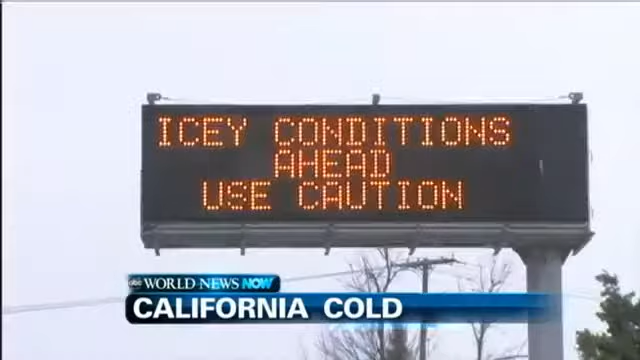 ICEY CONDITIONS
AHEAD
USE CAUTION
abc WORLD NEWS NOW
CALIFORNIA COLD